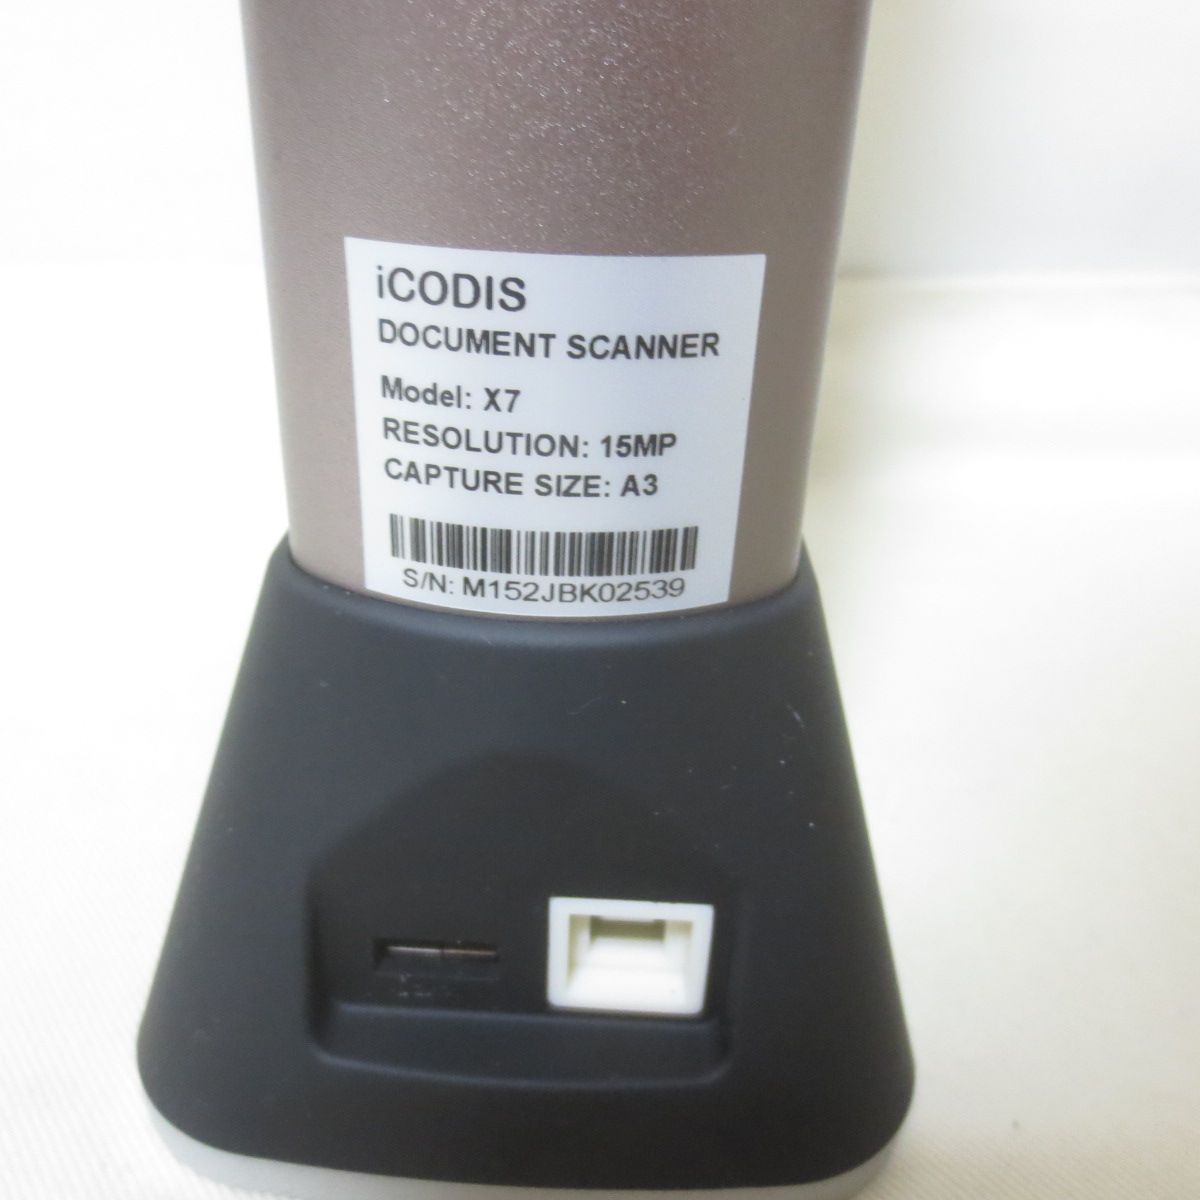 iCODIS
DOCUMENT SCANNER
Model: X7
RESOLUTION: 15MP
CAPTURE SIZE: A3
S/N: M152JBK02539